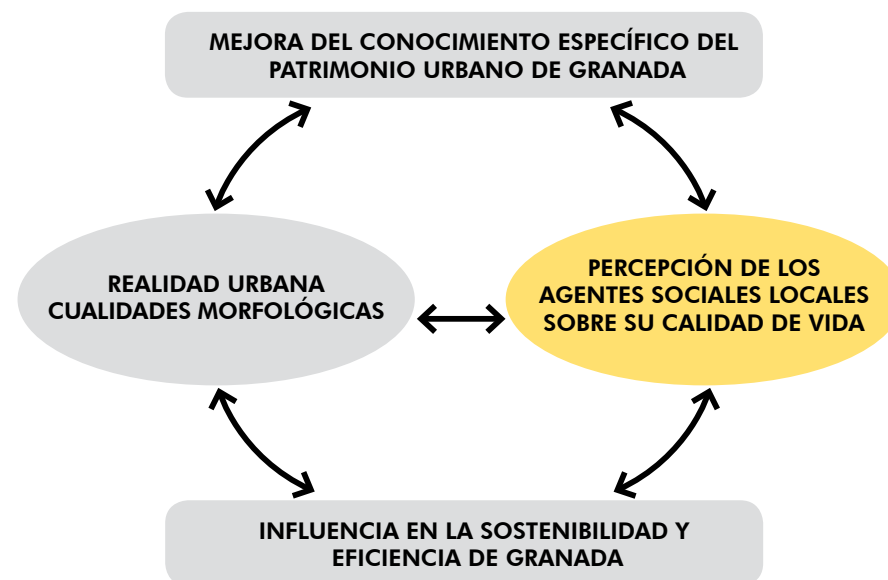 MEJORA DEL CONOCIMIENTO ESPECÍFICO DEL
PATRIMONIO URBANO DE GRANADA
REALIDAD URBANA
CUALIDADES MORFOLÓGICAS
PERCEPCIÓN DE LOS
AGENTES SOCIALES LOCALES
SOBRE SU CALIDAD DE VIDA
INFLUENCIA EN LA SOSTENIBILIDAD Y
EFICIENCIA DE GRANADA